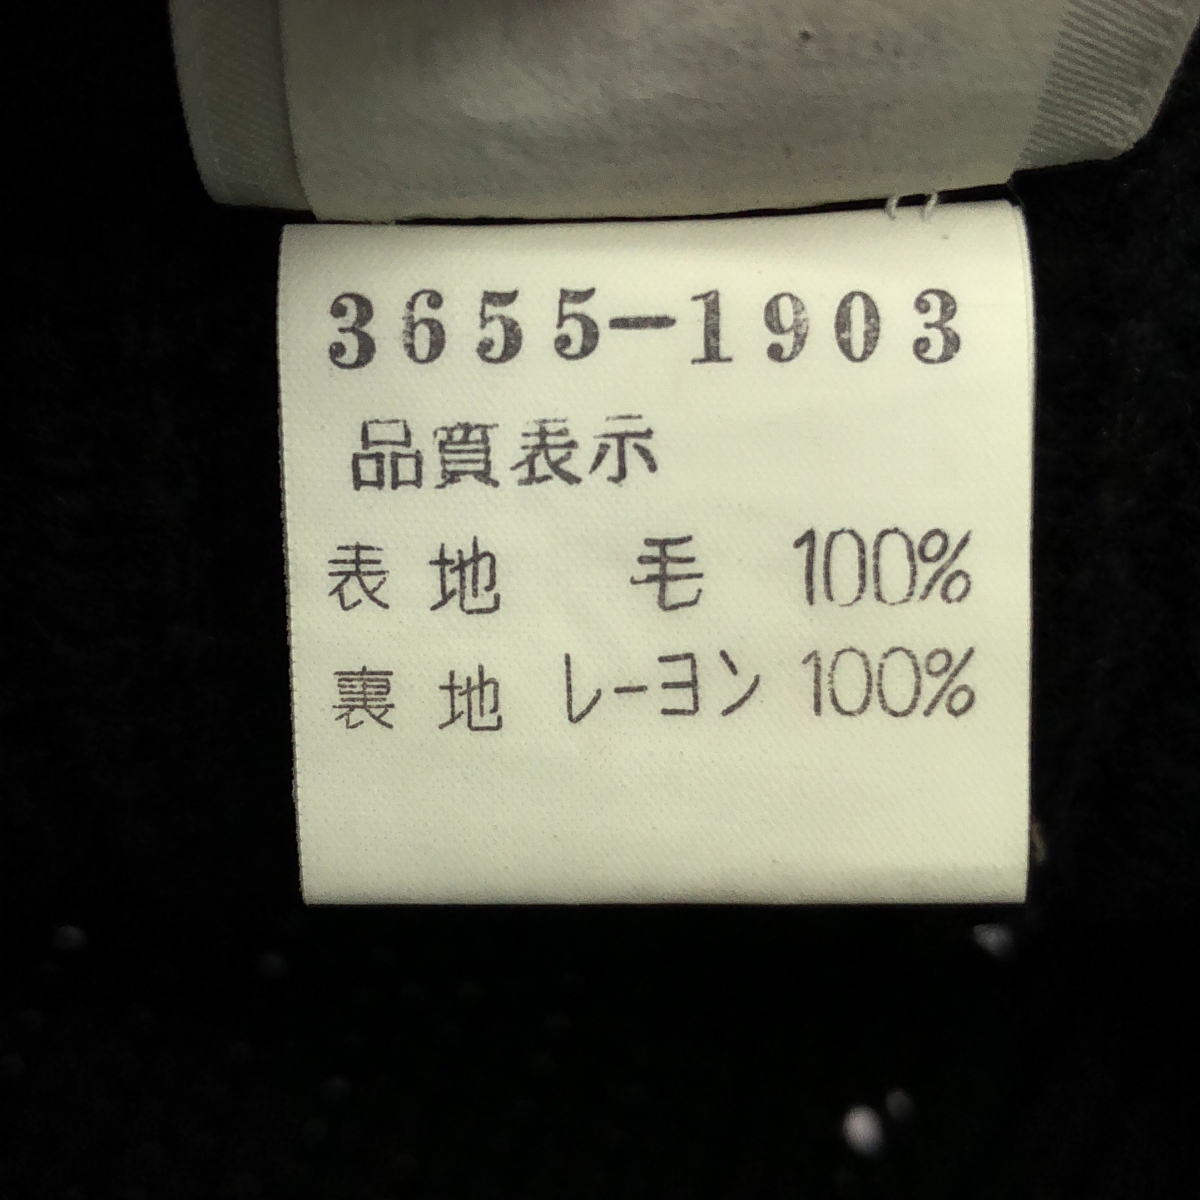 3655-1903
品質表示
表地 毛 100%
裏地 レーヨン 100%